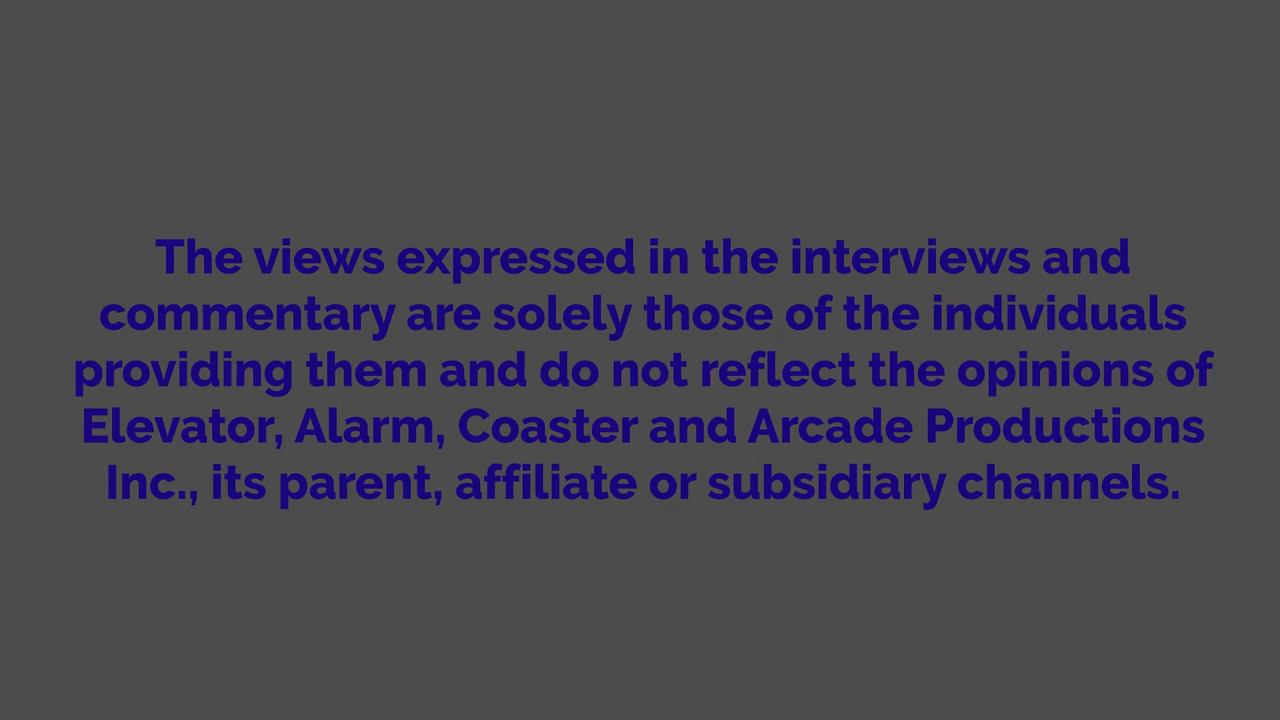 The views expressed in the interviews and
commentary are solely those of the individuals
providing them and do not reflect the opinions of
Elevator, Alarm, Coaster and Arcade Productions
Inc., its parent, affiliate or subsidiary channels.